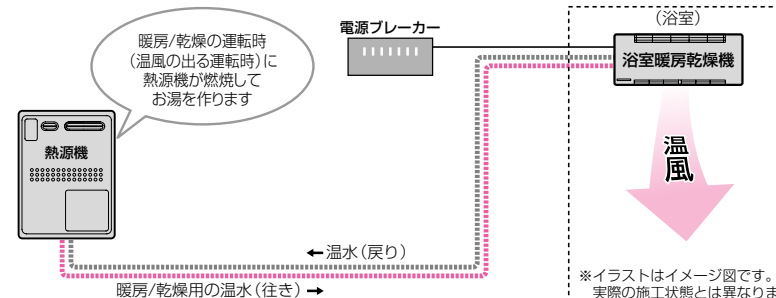 (浴室)
電源ブレーカー
暖房/乾燥の運転時
(温風の出る運転時)に
熱源機が燃焼して
お湯を作ります
浴室暖房乾燥機
熱源機
温風
←温水(戻り)
暖房/乾燥用の温水(往き)→
※イラストはイメージ図です。
実際の施工状態とは異なりま